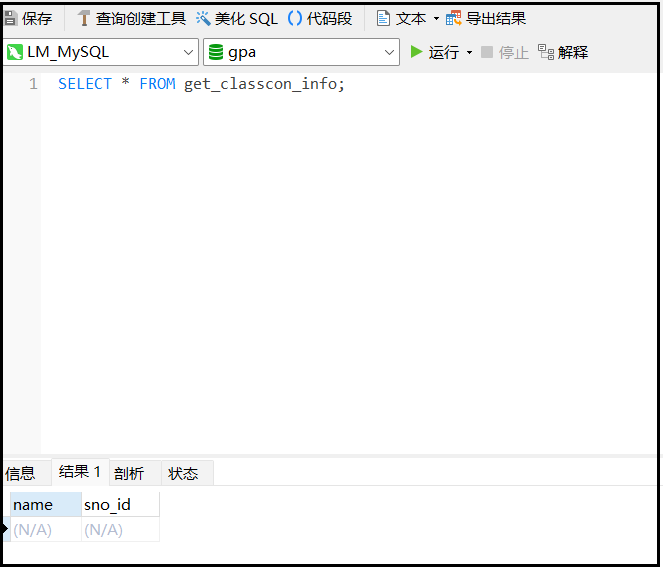 保存 查询创建工具 美化 SQL () 代码段 文本 导出结果
LM_MySQL gpa 运行 停止 解释
1 SELECT * FROM get_classcon_info;
信息 结果 1 剖析 状态
name sno_id
(N/A) (N/A)